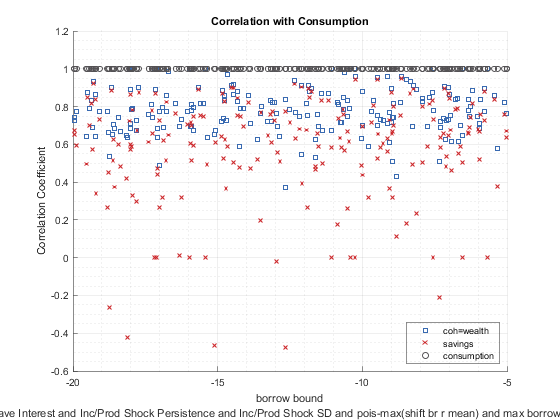 Correlation with Consumption
1.2
1
0.8
0.6
0.4
0.2
0
-0.2
-0.4
-0.6
Correlation Coefficient
-20
-15
-10
-5
coh=wealth
savings
consumption
borrow bound
ave Interest and Inc/Prod Shock Persistence and Inc/Prod Shock SD and pois-max(shift br r mean) and max borrow